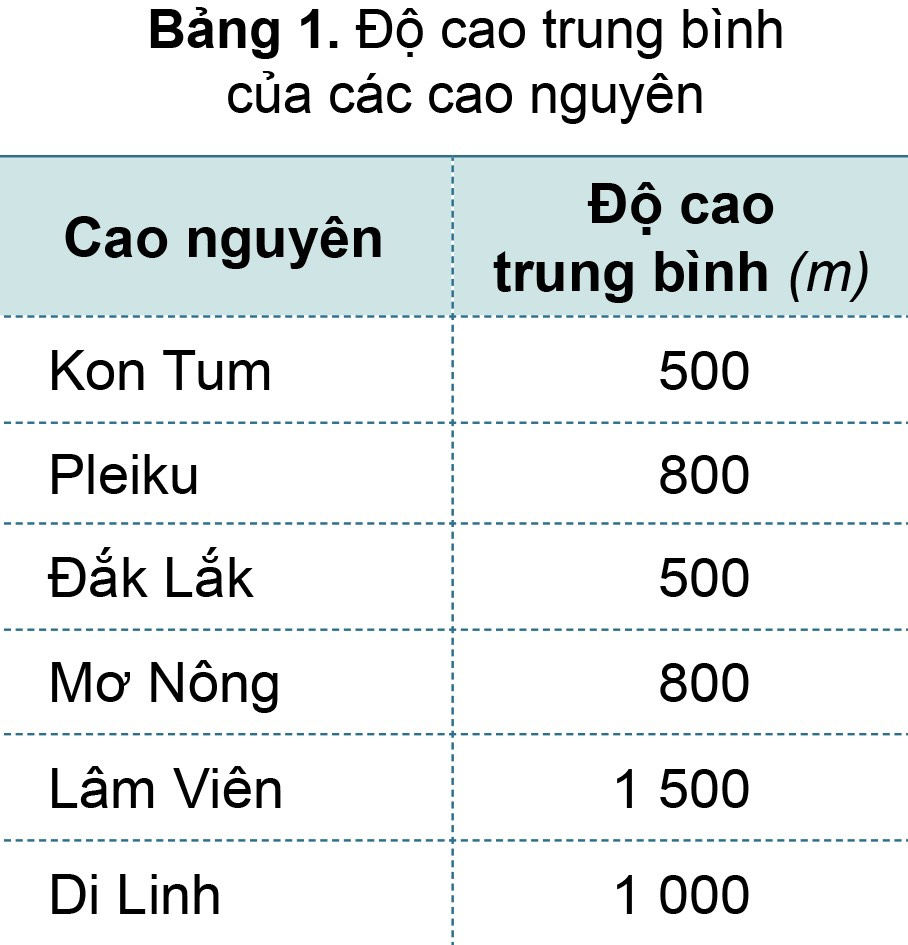 Bảng 1. Độ cao trung bình
của các cao nguyên
Cao nguyên
Độ cao
trung bình (m)
Kon Tum 500
Pleiku 800
Đắk Lắk 500
Mơ Nông 800
Lâm Viên 1 500
Di Linh 1 000